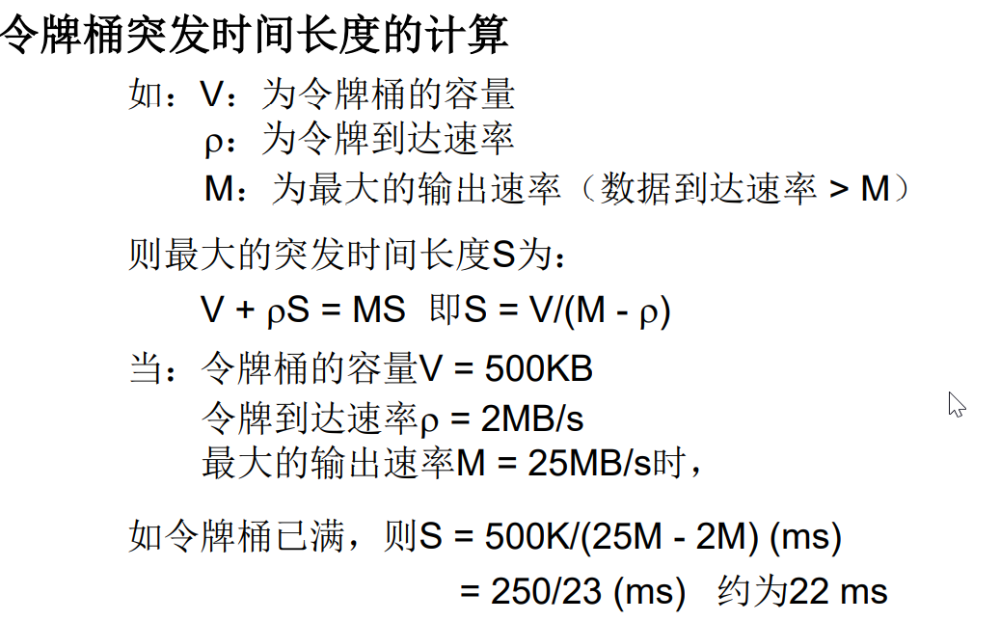 令牌桶突发时间长度的计算
如：V：为令牌桶的容量
ρ：为令牌到达速率
M：为最大的输出速率（数据到达速率 > M）
则最大的突发时间长度S为：
V + ρS = MS 即S = V/(M - ρ)
当：令牌桶的容量V = 500KB
令牌到达速率ρ = 2MB/s
最大的输出速率M = 25MB/s时，
如令牌桶已满，则S = 500K/(25M - 2M) (ms)
= 250/23 (ms) 约为22 ms